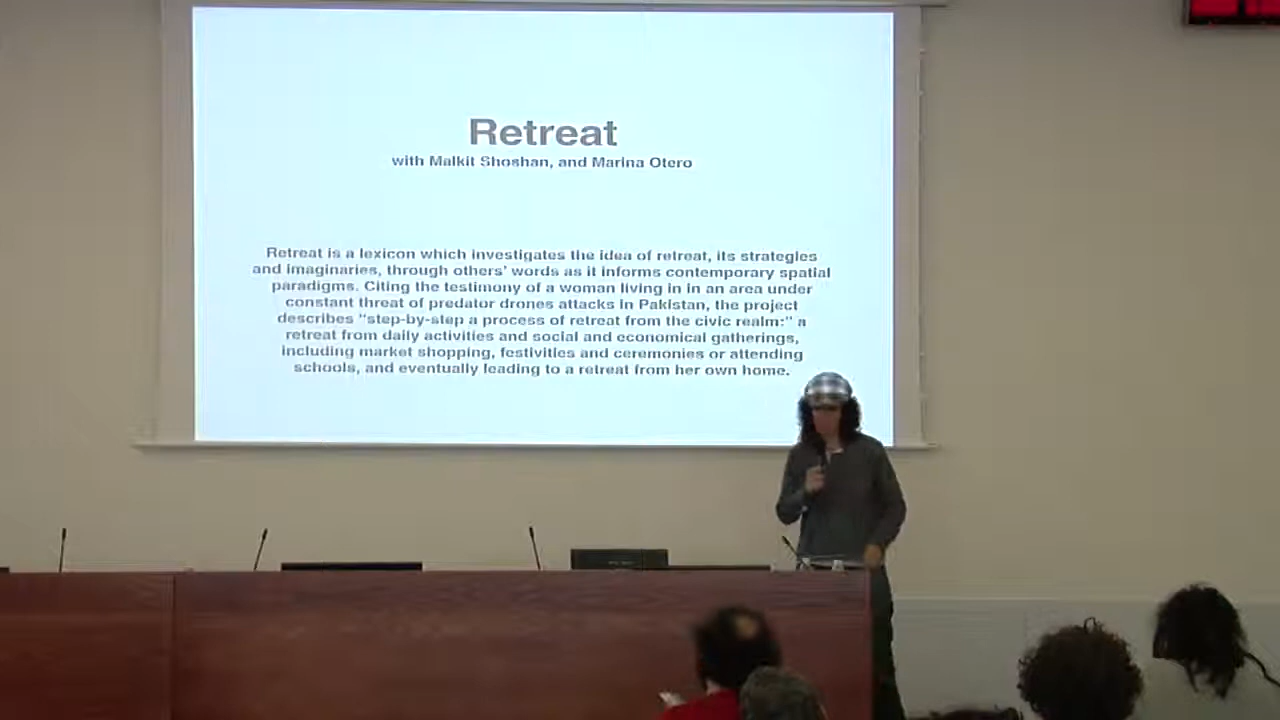 Retreat
with Malkit Shoshan, and Marina Otero
Retreat is a lexicon which investigates the idea of retreat, its strategies
and imaginaries, through others' words as it informs contemporary spatial
paradigms. Citing the testimony of a woman living in in an area under
constant threat of predator drones attacks in Pakistan, the project
describes "step-by-step a process of retreat from the civic realm:" a
retreat from daily activities and social and economical gatherings,
including market shopping, festivities and ceremonies or attending
schools, and eventually leading to a retreat from her own home.